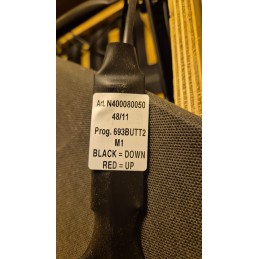 Art. N400080050
48/11
Prog. 693BUTT2
M1
BLACK = DOWN
RED = UP